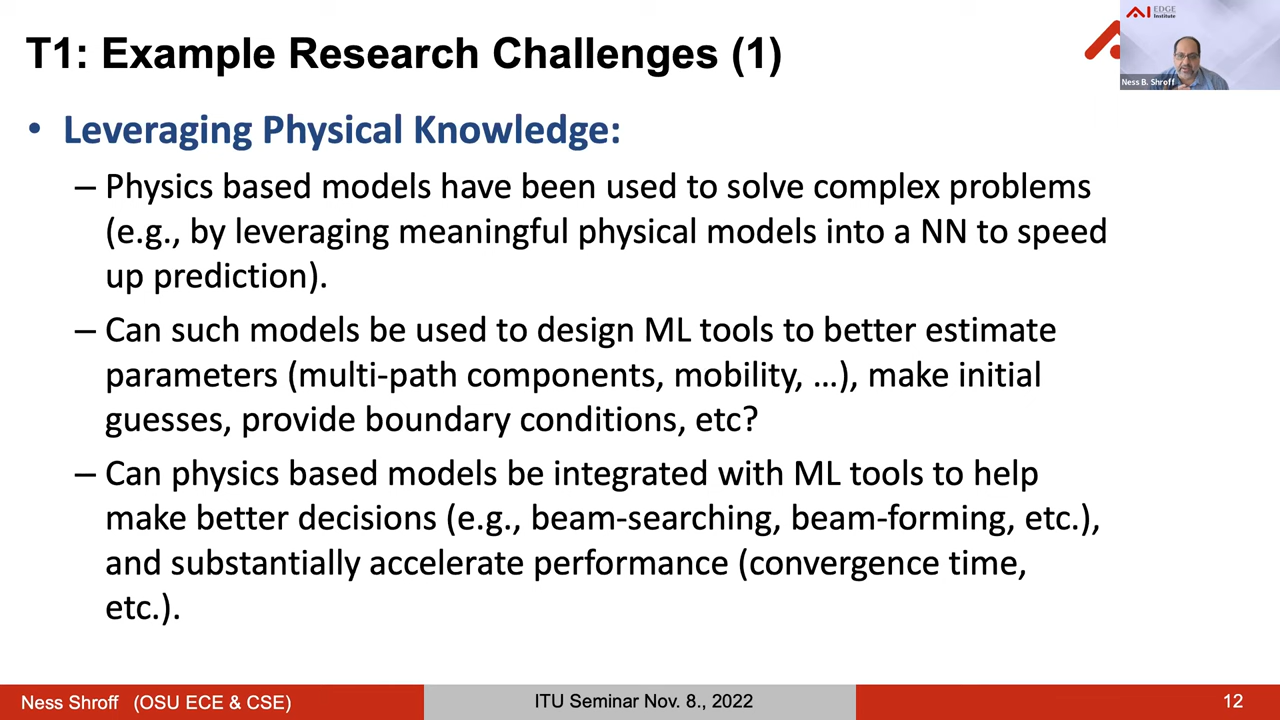 T1: Example Research Challenges (1)
AI EDGE
Institute
Ness B. Shroff
• Leveraging Physical Knowledge:
– Physics based models have been used to solve complex problems
(e.g., by leveraging meaningful physical models into a NN to speed
up prediction).
– Can such models be used to design ML tools to better estimate
parameters (multi-path components, mobility, …), make initial
guesses, provide boundary conditions, etc?
– Can physics based models be integrated with ML tools to help
make better decisions (e.g., beam-searching, beam-forming, etc.),
and substantially accelerate performance (convergence time,
etc.).
Ness Shroff (OSU ECE & CSE)
ITU Seminar Nov. 8., 2022
12